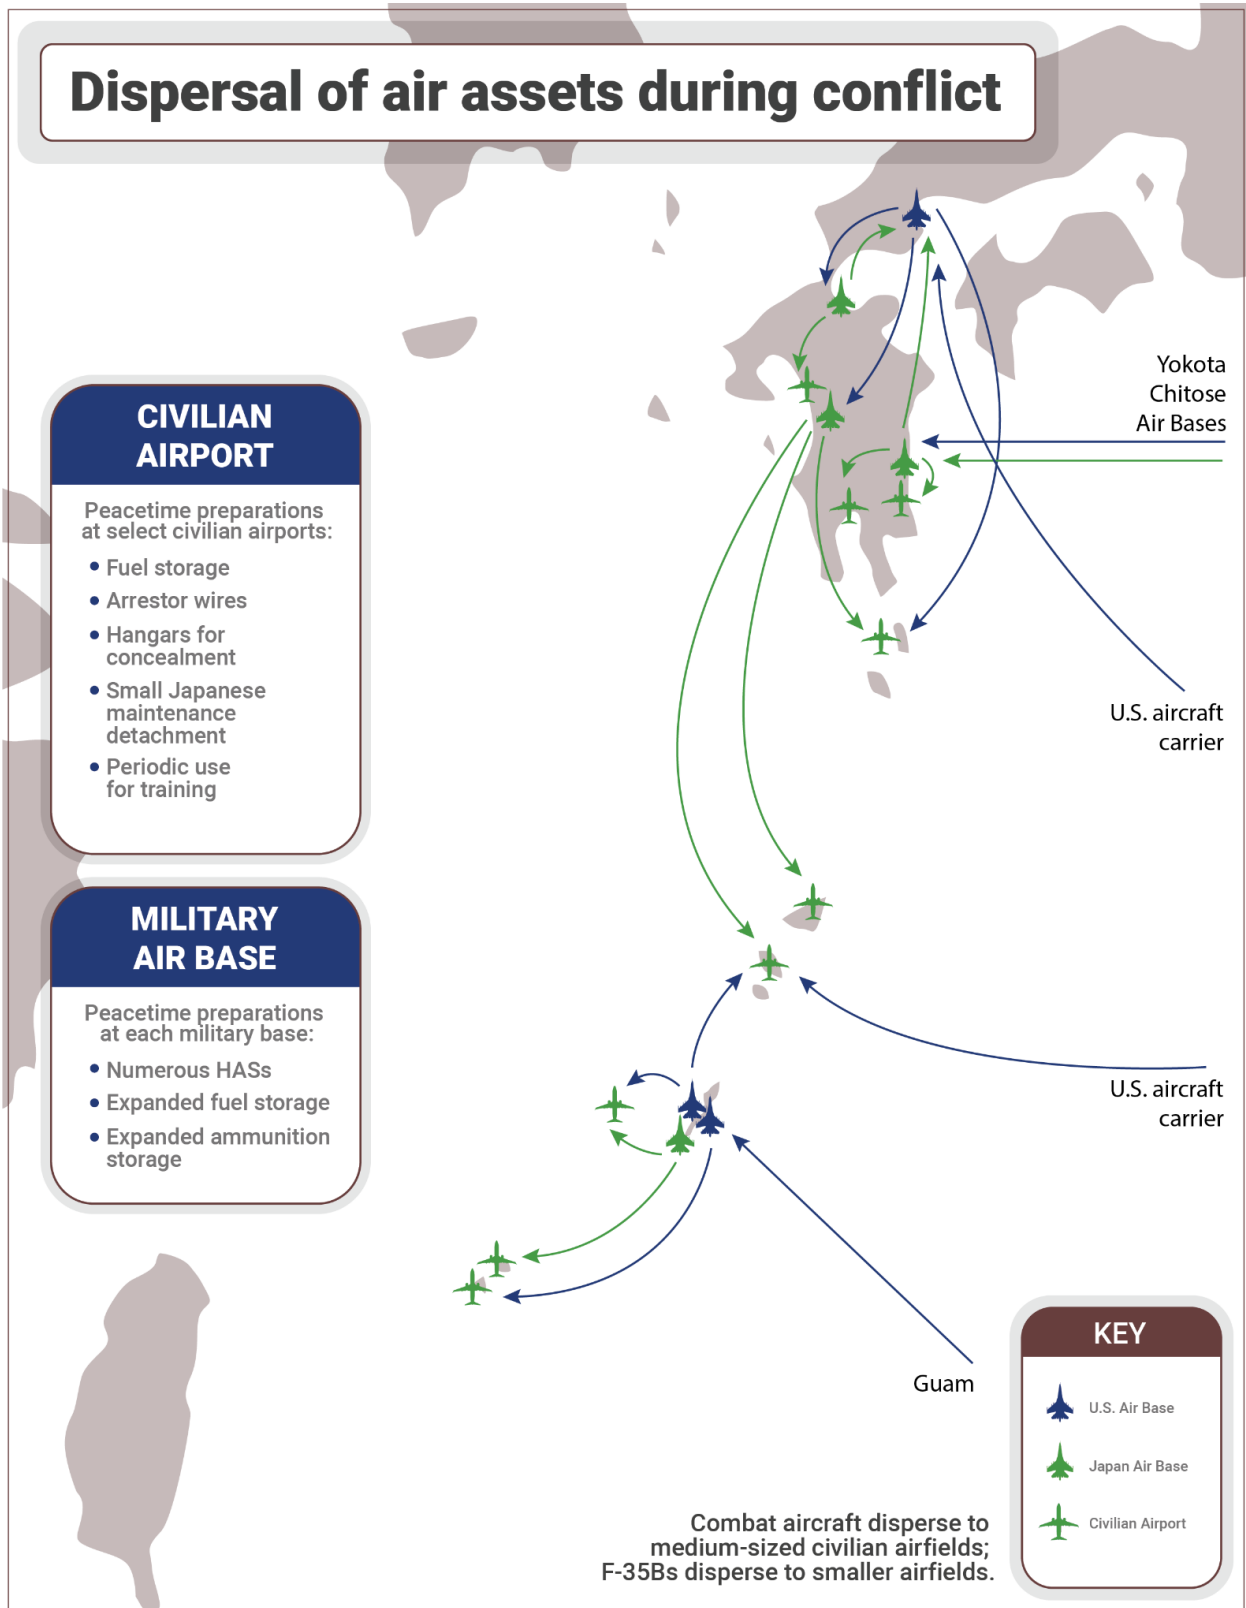 Dispersal of air assets during conflict
Yokota
Chitose
Air Bases
CIVILIAN
AIRPORT
Peacetime preparations
at select civilian airports:
• Fuel storage
• Arrestor wires
• Hangars for
concealment
• Small Japanese
maintenance
detachment
• Periodic use
for training
U.S. aircraft
carrier
MILITARY
AIR BASE
Peacetime preparations
at each military base:
• Numerous HASs
• Expanded fuel storage
• Expanded ammunition
storage
U.S. aircraft
carrier
Guam
KEY
U.S. Air Base
Japan Air Base
Civilian Airport
Combat aircraft disperse to
medium-sized civilian airfields;
F-35Bs disperse to smaller airfields.